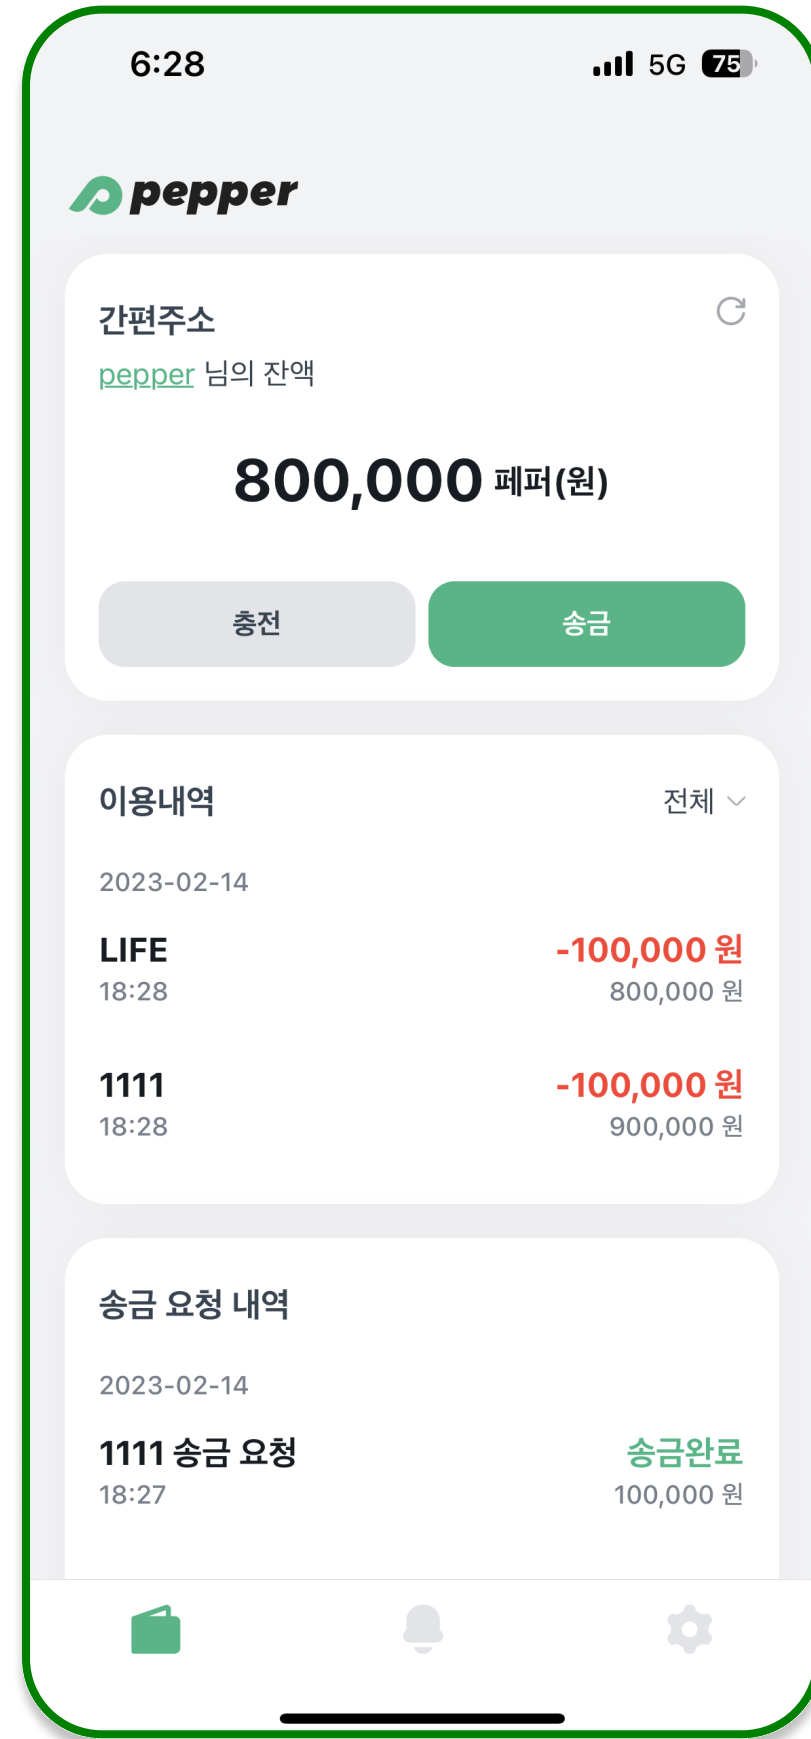 6:28 5G 75
pepper
간편주소
pepper 님의 잔액
800,000 페퍼(원)
충전 송금
이용내역 전체
2023-02-14
LIFE -100,000 원
18:28 800,000 원
1111 -100,000 원
18:28 900,000 원
송금 요청 내역
2023-02-14
1111 송금 요청 송금완료
18:27 100,000 원